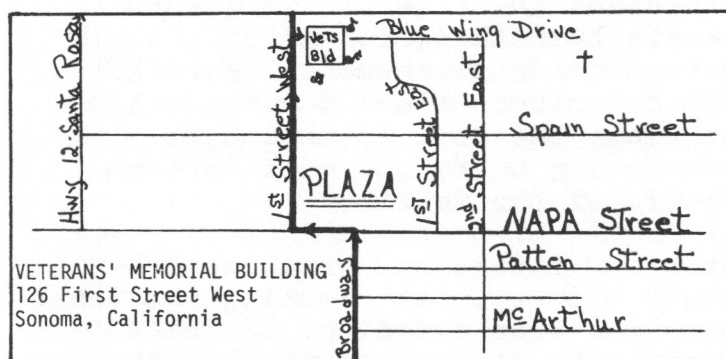 Vets
Bld
Blue Wing Drive
Hwy 12-Santa Rosa
1st Street West
1st East
1st Street
2nd Street East
Spain Street
PLAZA
NAPA STreet
Patten Street
McArthur
Broadway
VETERANS' MEMORIAL BUILDING
126 First Street West
Sonoma, California